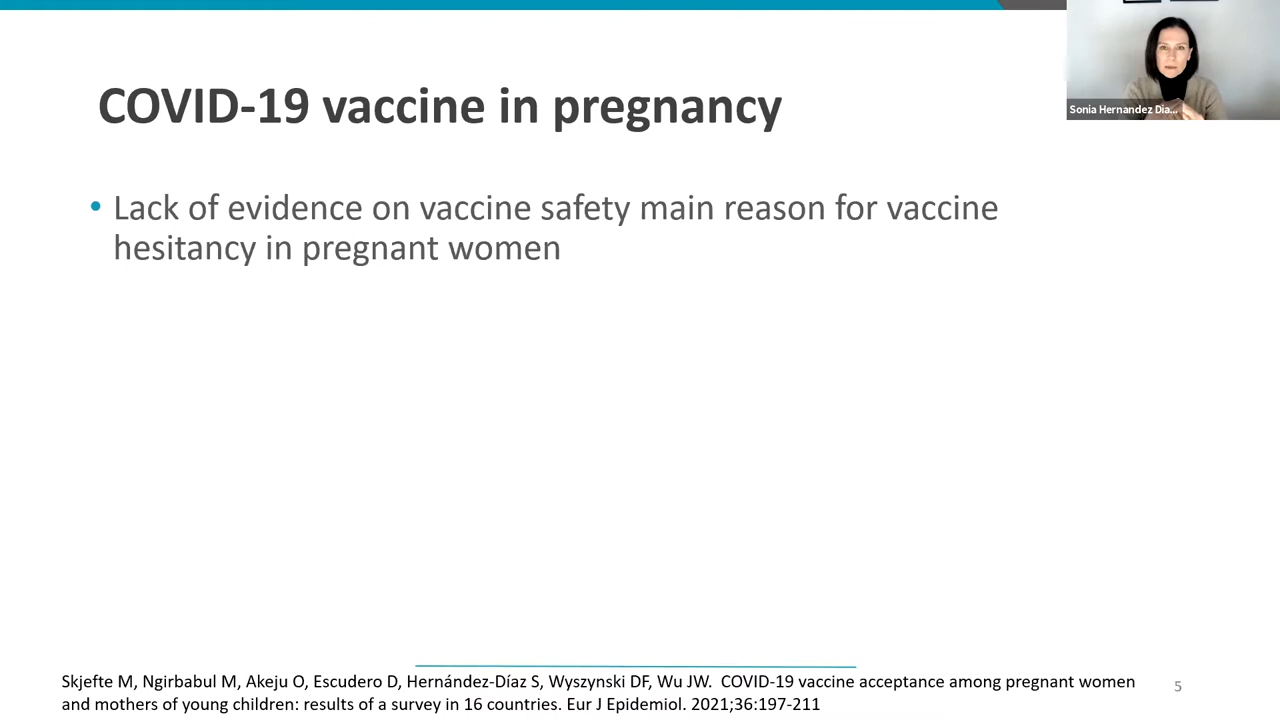 COVID-19 vaccine in pregnancy
Sonia Hernandez Dia...
• Lack of evidence on vaccine safety main reason for vaccine
hesitancy in pregnant women
Skjefte M, Ngirbabul M, Akeju O, Escudero D, Hernández-Díaz S, Wyszynski DF, Wu JW. COVID-19 vaccine acceptance among pregnant women
and mothers of young children: results of a survey in 16 countries. Eur J Epidemiol. 2021;36:197-211
5